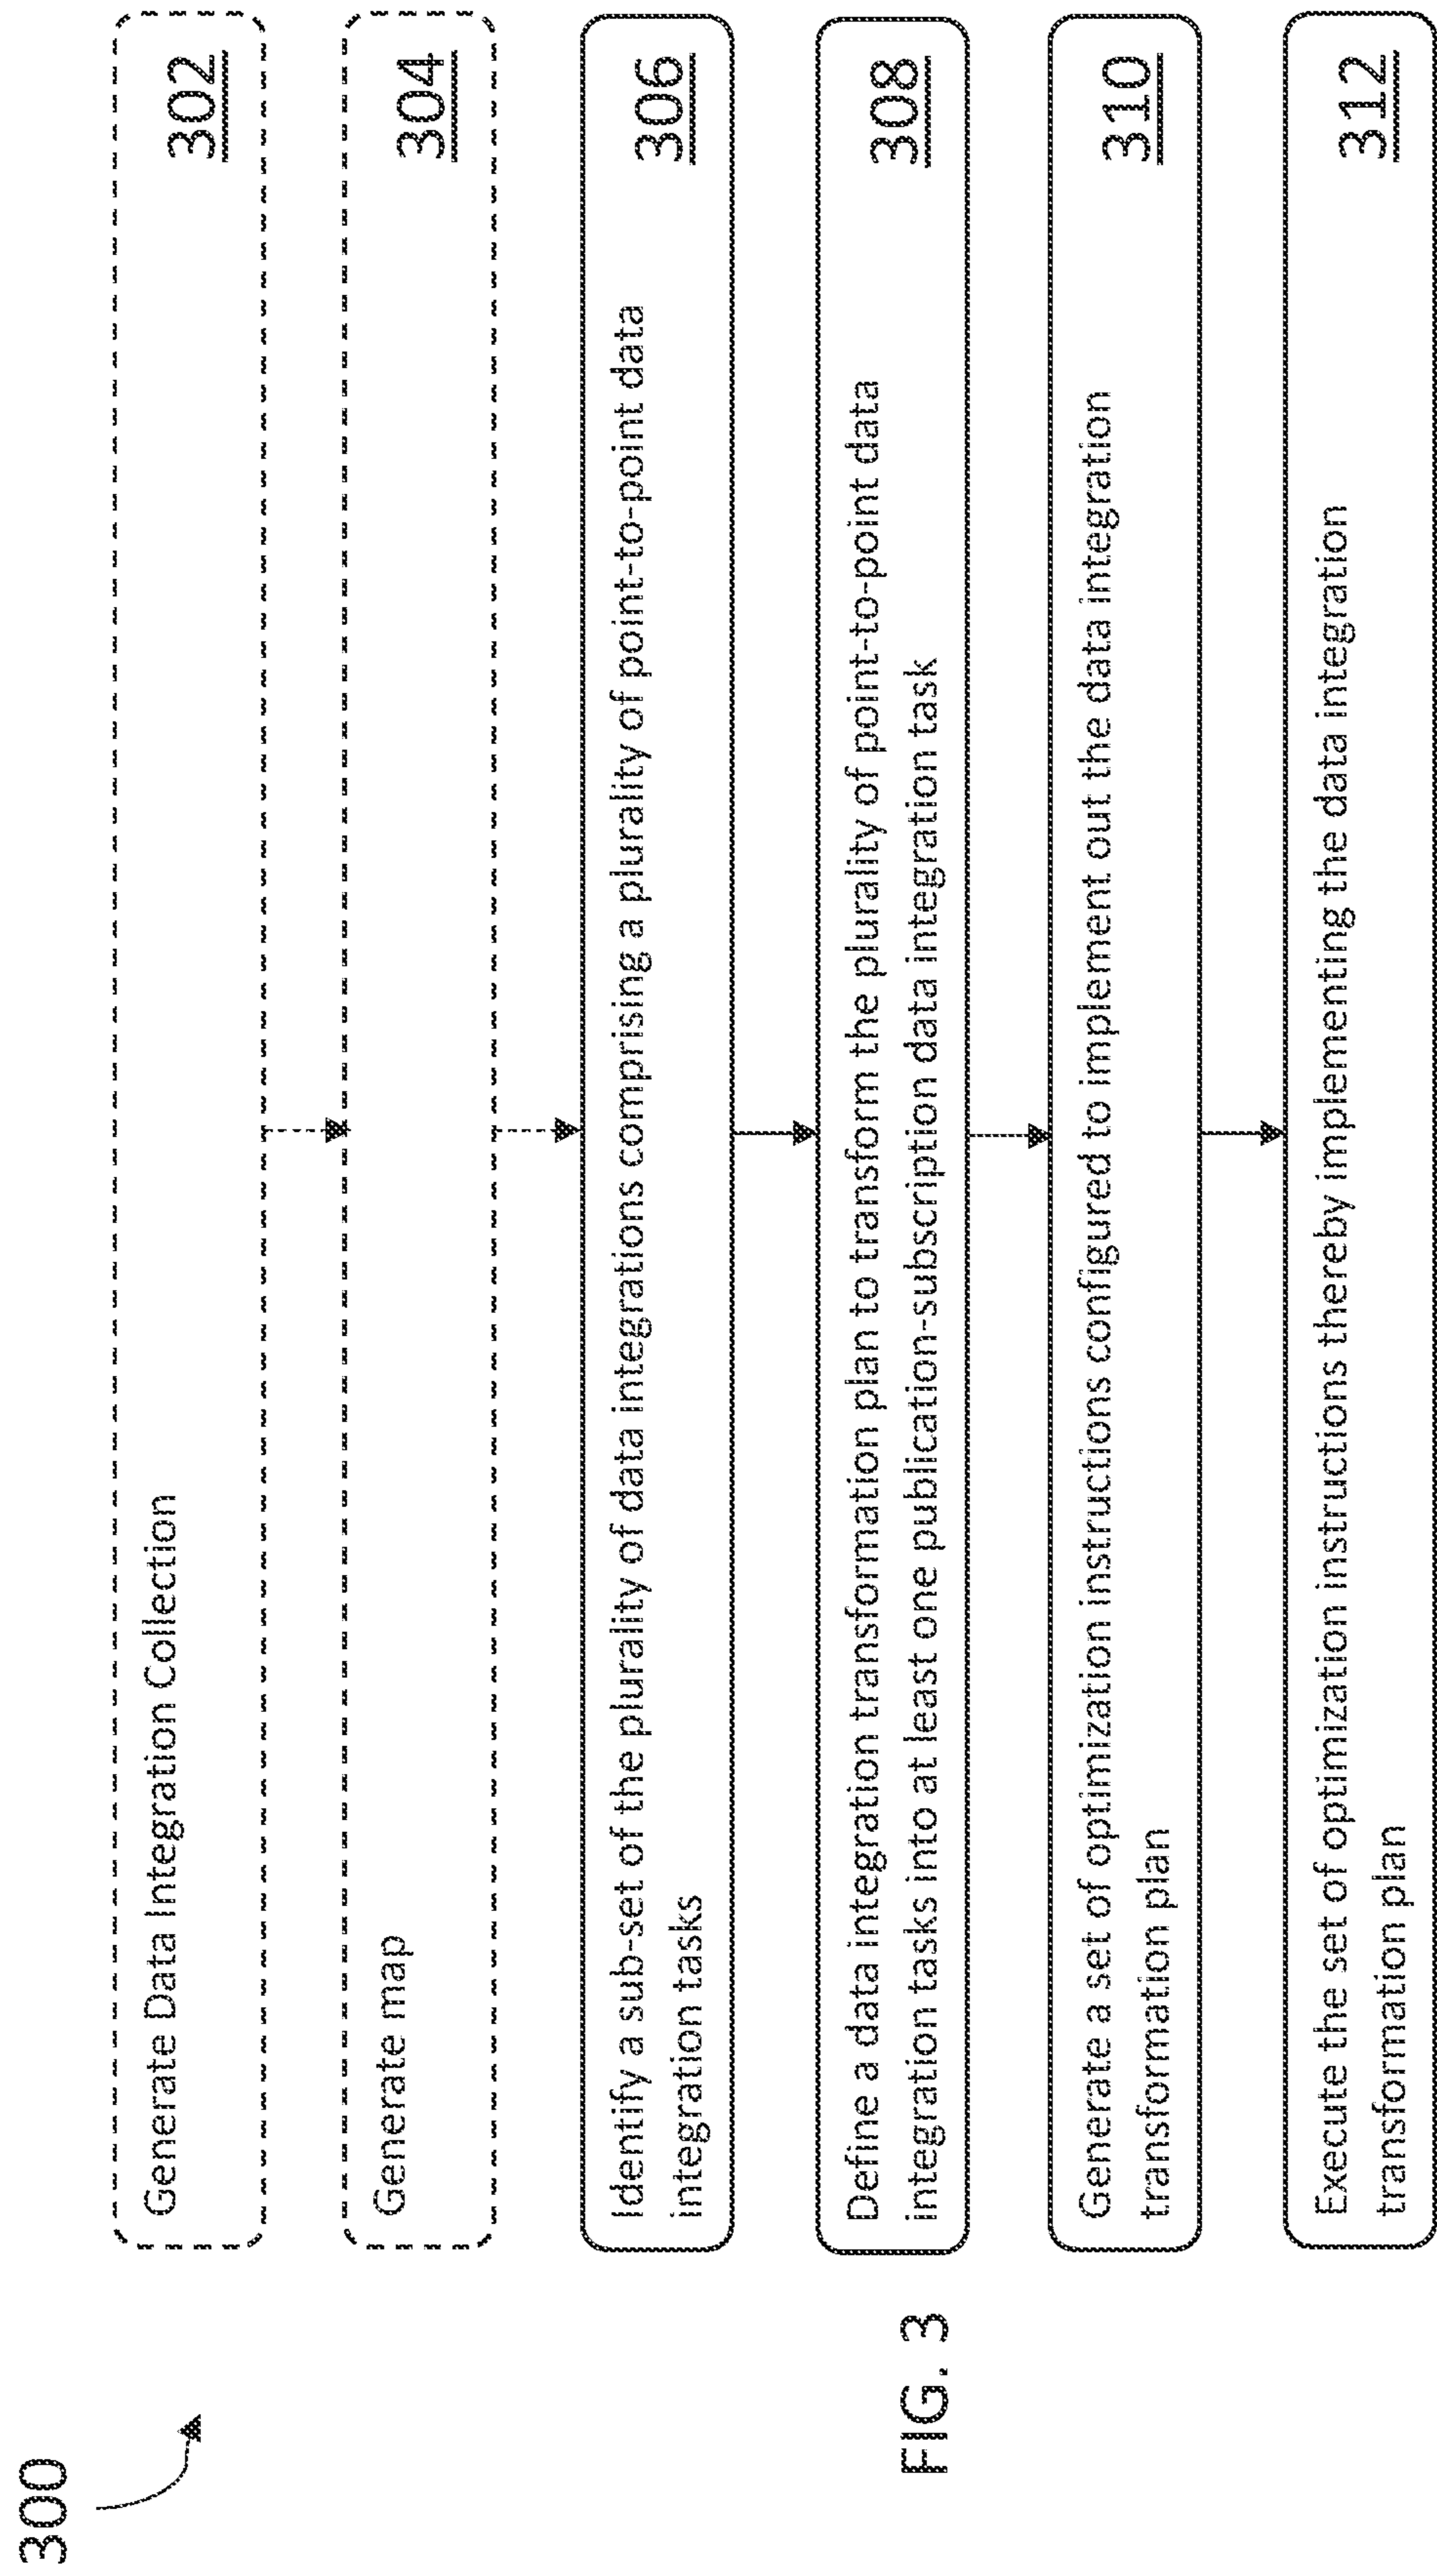 300
Generate Data Integration Collection
302
Generate map
304
Identify a sub-set of the plurality of data integrations comprising a plurality of point-to-point data
integration tasks
306
Define a data integration transformation plan to transform the plurality of point-to-point data
integration tasks into at least one publication-subscription data integration task
308
Generate a set of optimization instructions configured to implement out the data integration
transformation plan
310
Execute the set of optimization instructions thereby implementing the data integration
transformation plan
312
FIG. 3